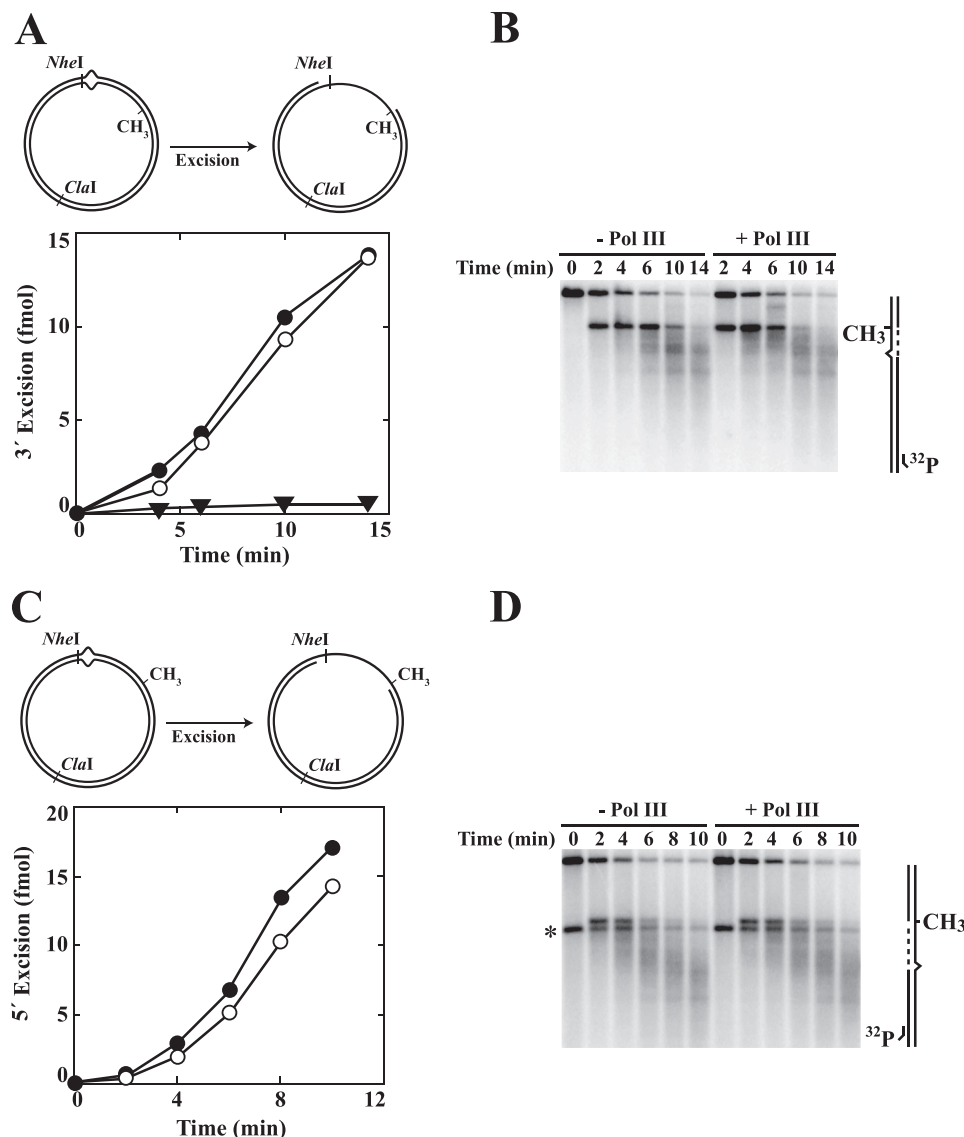 A
NheI
CH3
ClaI
Excision
NheI
CH3
ClaI
3´ Excision (fmol)
15
10
5
0
0 5 10 15
Time (min)
B
- Pol III + Pol III
Time (min) 0 2 4 6 10 14 2 4 6 10 14
CH3
32P
C
NheI
CH3
ClaI
Excision
NheI
CH3
ClaI
5´ Excision (fmol)
20
15
10
5
0
0 4 8 12
Time (min)
D
- Pol III + Pol III
Time (min) 0 2 4 6 8 10 0 2 4 6 8 10
*
CH3
32P